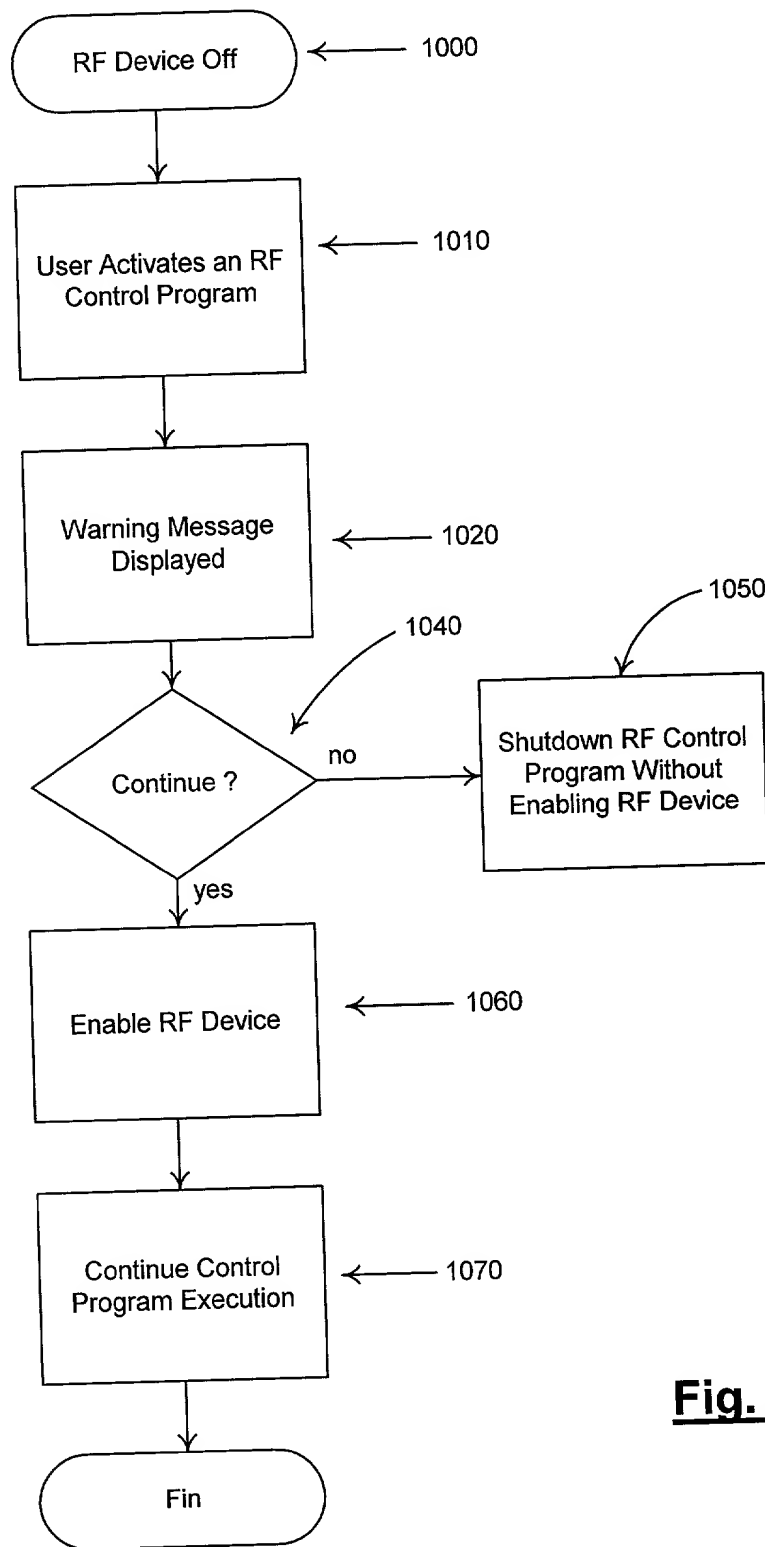 RF Device Off
1000
User Activates an RF
Control Program
1010
Warning Message
Displayed
1020
1040
1050
Continue ?
no
Shutdown RF Control
Program Without
Enabling RF Device
yes
Enable RF Device
1060
Continue Control
Program Execution
1070
Fig.
Fin